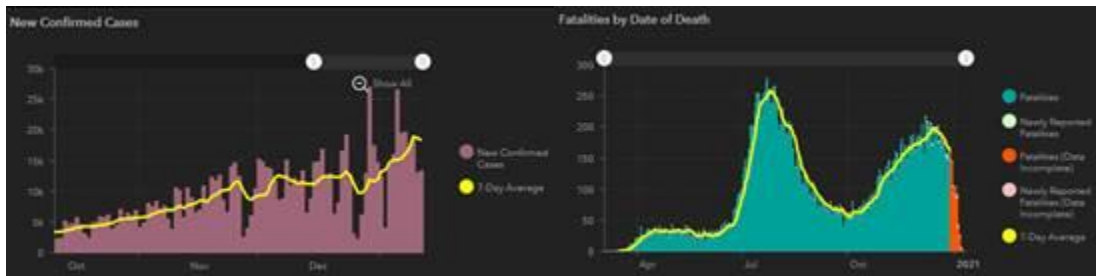 New Confirmed Cases
30k
25k
20k
15k
10k
5k
0
Oct
Nov
Dec
Show All
New Confirmed
Cases
7-Day Average
Fatalities by Date of Death
300
250
200
150
100
50
0
Apr
Jul
Oct
2021
Fatalities
Newly Reported
Fatalities
Fatalities (Data
Incomplete)
Newly Reported
Fatalities (Data
Incomplete)
7-Day Average